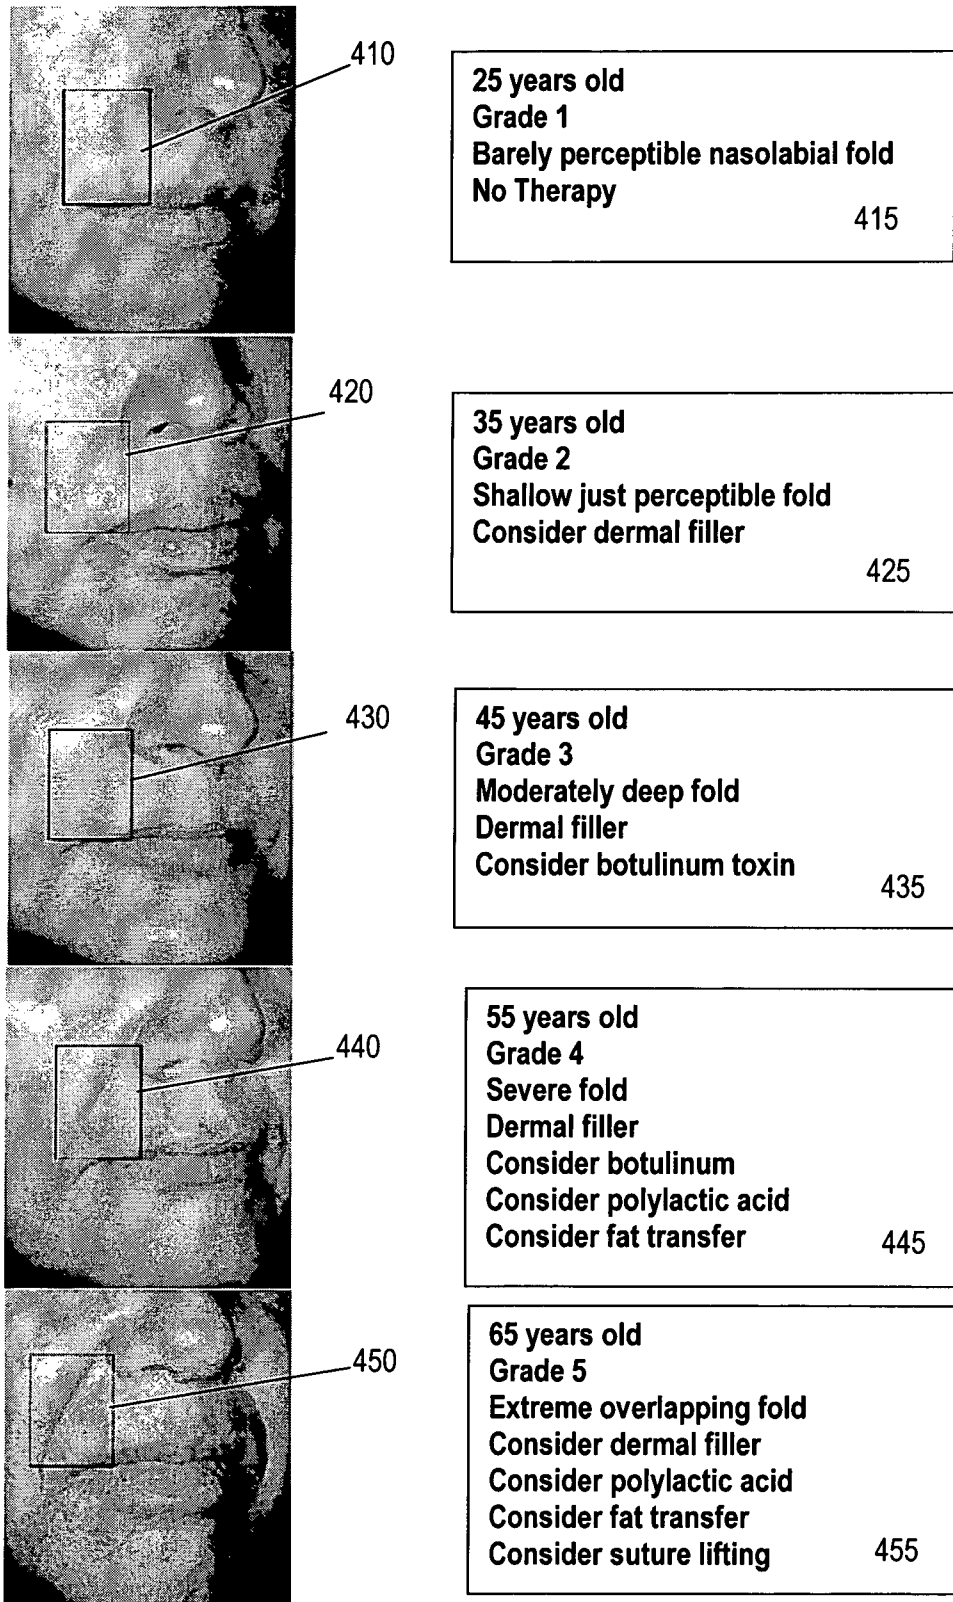 410
25 years old
Grade 1
Barely perceptible nasolabial fold
No Therapy
415
420
35 years old
Grade 2
Shallow just perceptible fold
Consider dermal filler
425
430
45 years old
Grade 3
Moderately deep fold
Dermal filler
Consider botulinum toxin
435
440
55 years old
Grade 4
Severe fold
Dermal filler
Consider botulinum
Consider polylactic acid
Consider fat transfer
445
450
65 years old
Grade 5
Extreme overlapping fold
Consider dermal filler
Consider polylactic acid
Consider fat transfer
Consider suture lifting
455